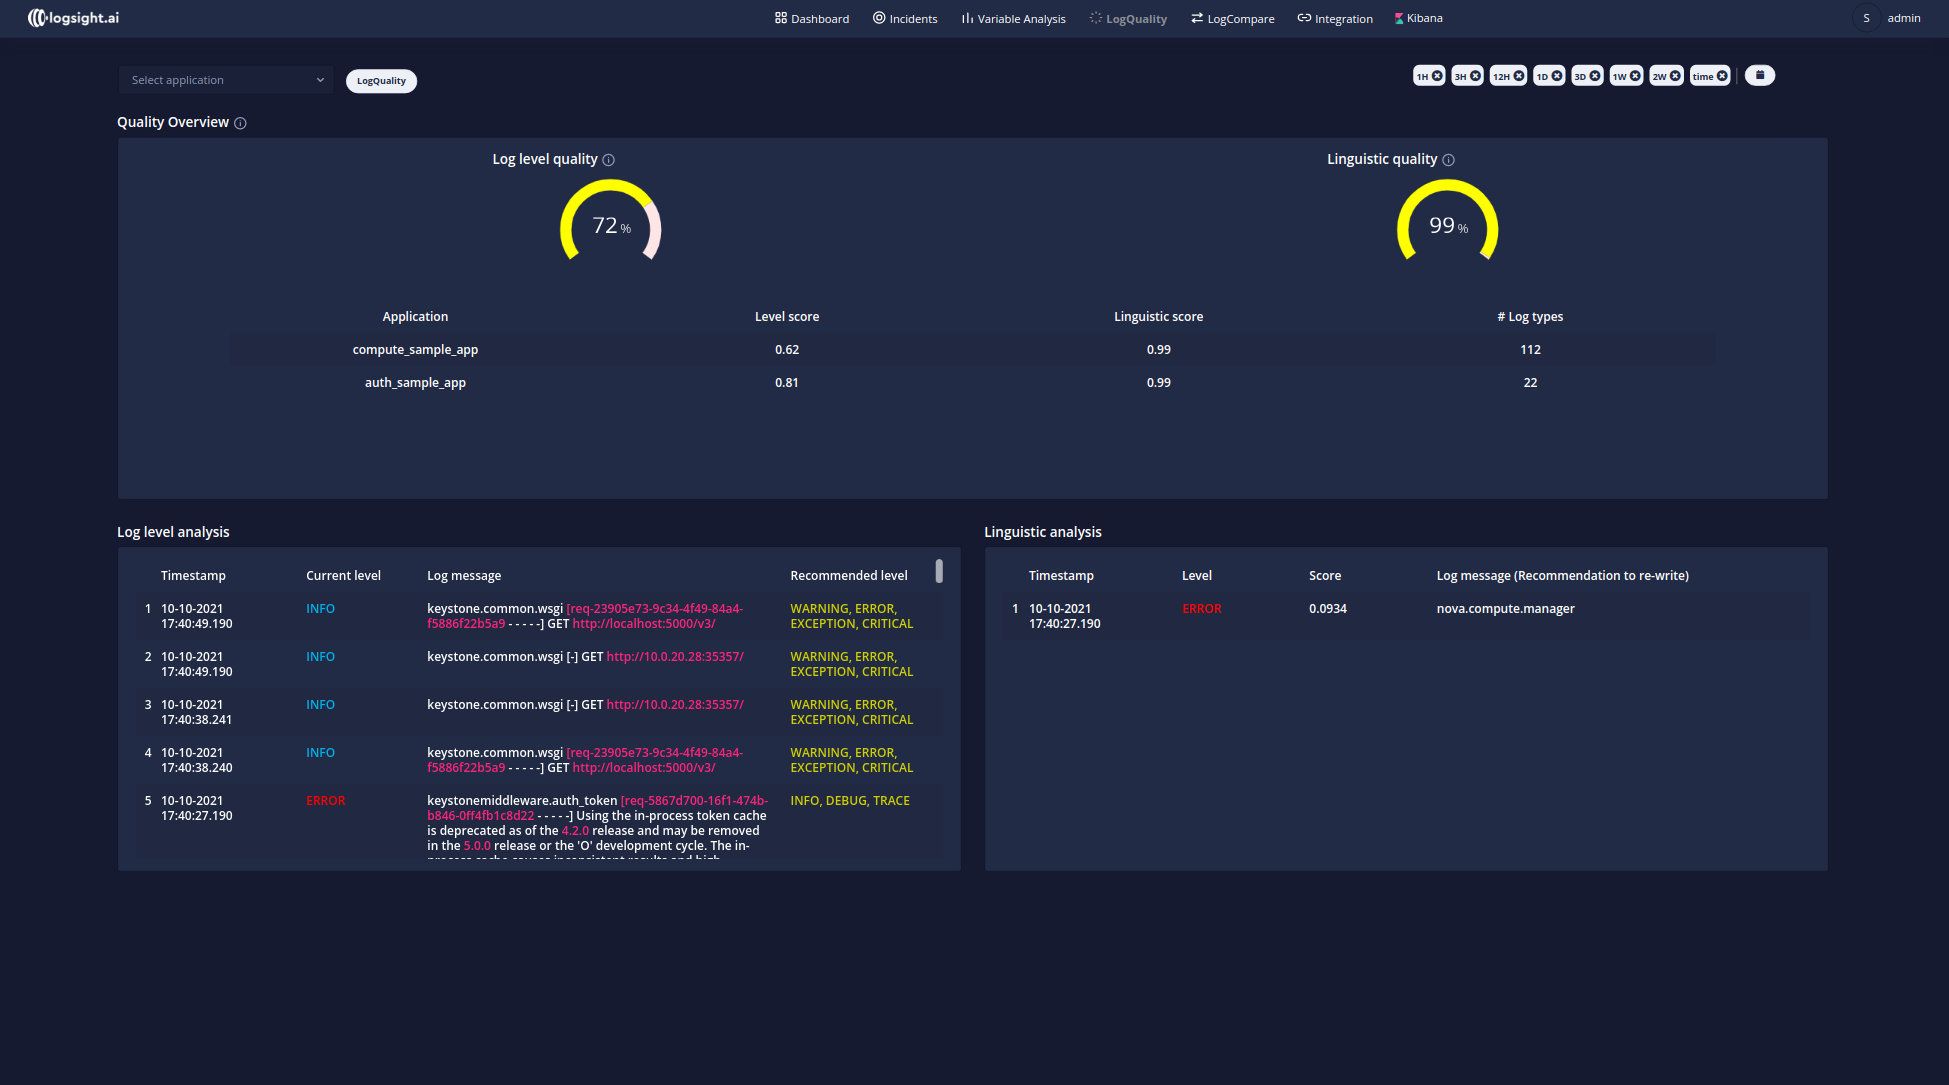 logsight.ai
Dashboard
Incidents
Variable Analysis
LogQuality
LogCompare
Integration
Kibana
S
admin
Select application
LogQuality
1H
3H
12H
1D
3D
1W
2W
time
Quality Overview
Log level quality
72 %
Linguistic quality
99 %
Application Level score Linguistic score # Log types
compute_sample_app 0.62 0.99 112
auth_sample_app 0.81 0.99 22
Log level analysis
Timestamp Current level Log message Recommended level
1 10-10-2021 INFO keystone.common.wsgi [req-23905e73-9c34-4f49-84a4- WARNING, ERROR,
17:40:49.190 f5886f22b5a9 - - - - -] GET http://localhost:5000/v3/ EXCEPTION, CRITICAL
2 10-10-2021 INFO keystone.common.wsgi [-] GET http://10.0.20.28:35357/ WARNING, ERROR,
17:40:49.190 EXCEPTION, CRITICAL
3 10-10-2021 INFO keystone.common.wsgi [-] GET http://10.0.20.28:35357/ WARNING, ERROR,
17:40:38.241 EXCEPTION, CRITICAL
4 10-10-2021 INFO keystone.common.wsgi [req-23905e73-9c34-4f49-84a4- WARNING, ERROR,
17:40:38.240 f5886f22b5a9 - - - - -] GET http://localhost:5000/v3/ EXCEPTION, CRITICAL
5 10-10-2021 ERROR keystonemiddleware.auth_token [req-5867d700-16f1-474b- INFO, DEBUG, TRACE
17:40:27.190 b846-0ff4fb1c8d22 - - - - -] Using the in-process token cache
is deprecated as of the 4.2.0 release and may be removed
in the 5.0.0 release or the 'O' development cycle. The in-
process cache causes inconsistent results and high
Linguistic analysis
Timestamp Level Score Log message (Recommendation to re-write)
1 10-10-2021 ERROR 0.0934 nova.compute.manager
17:40:27.190